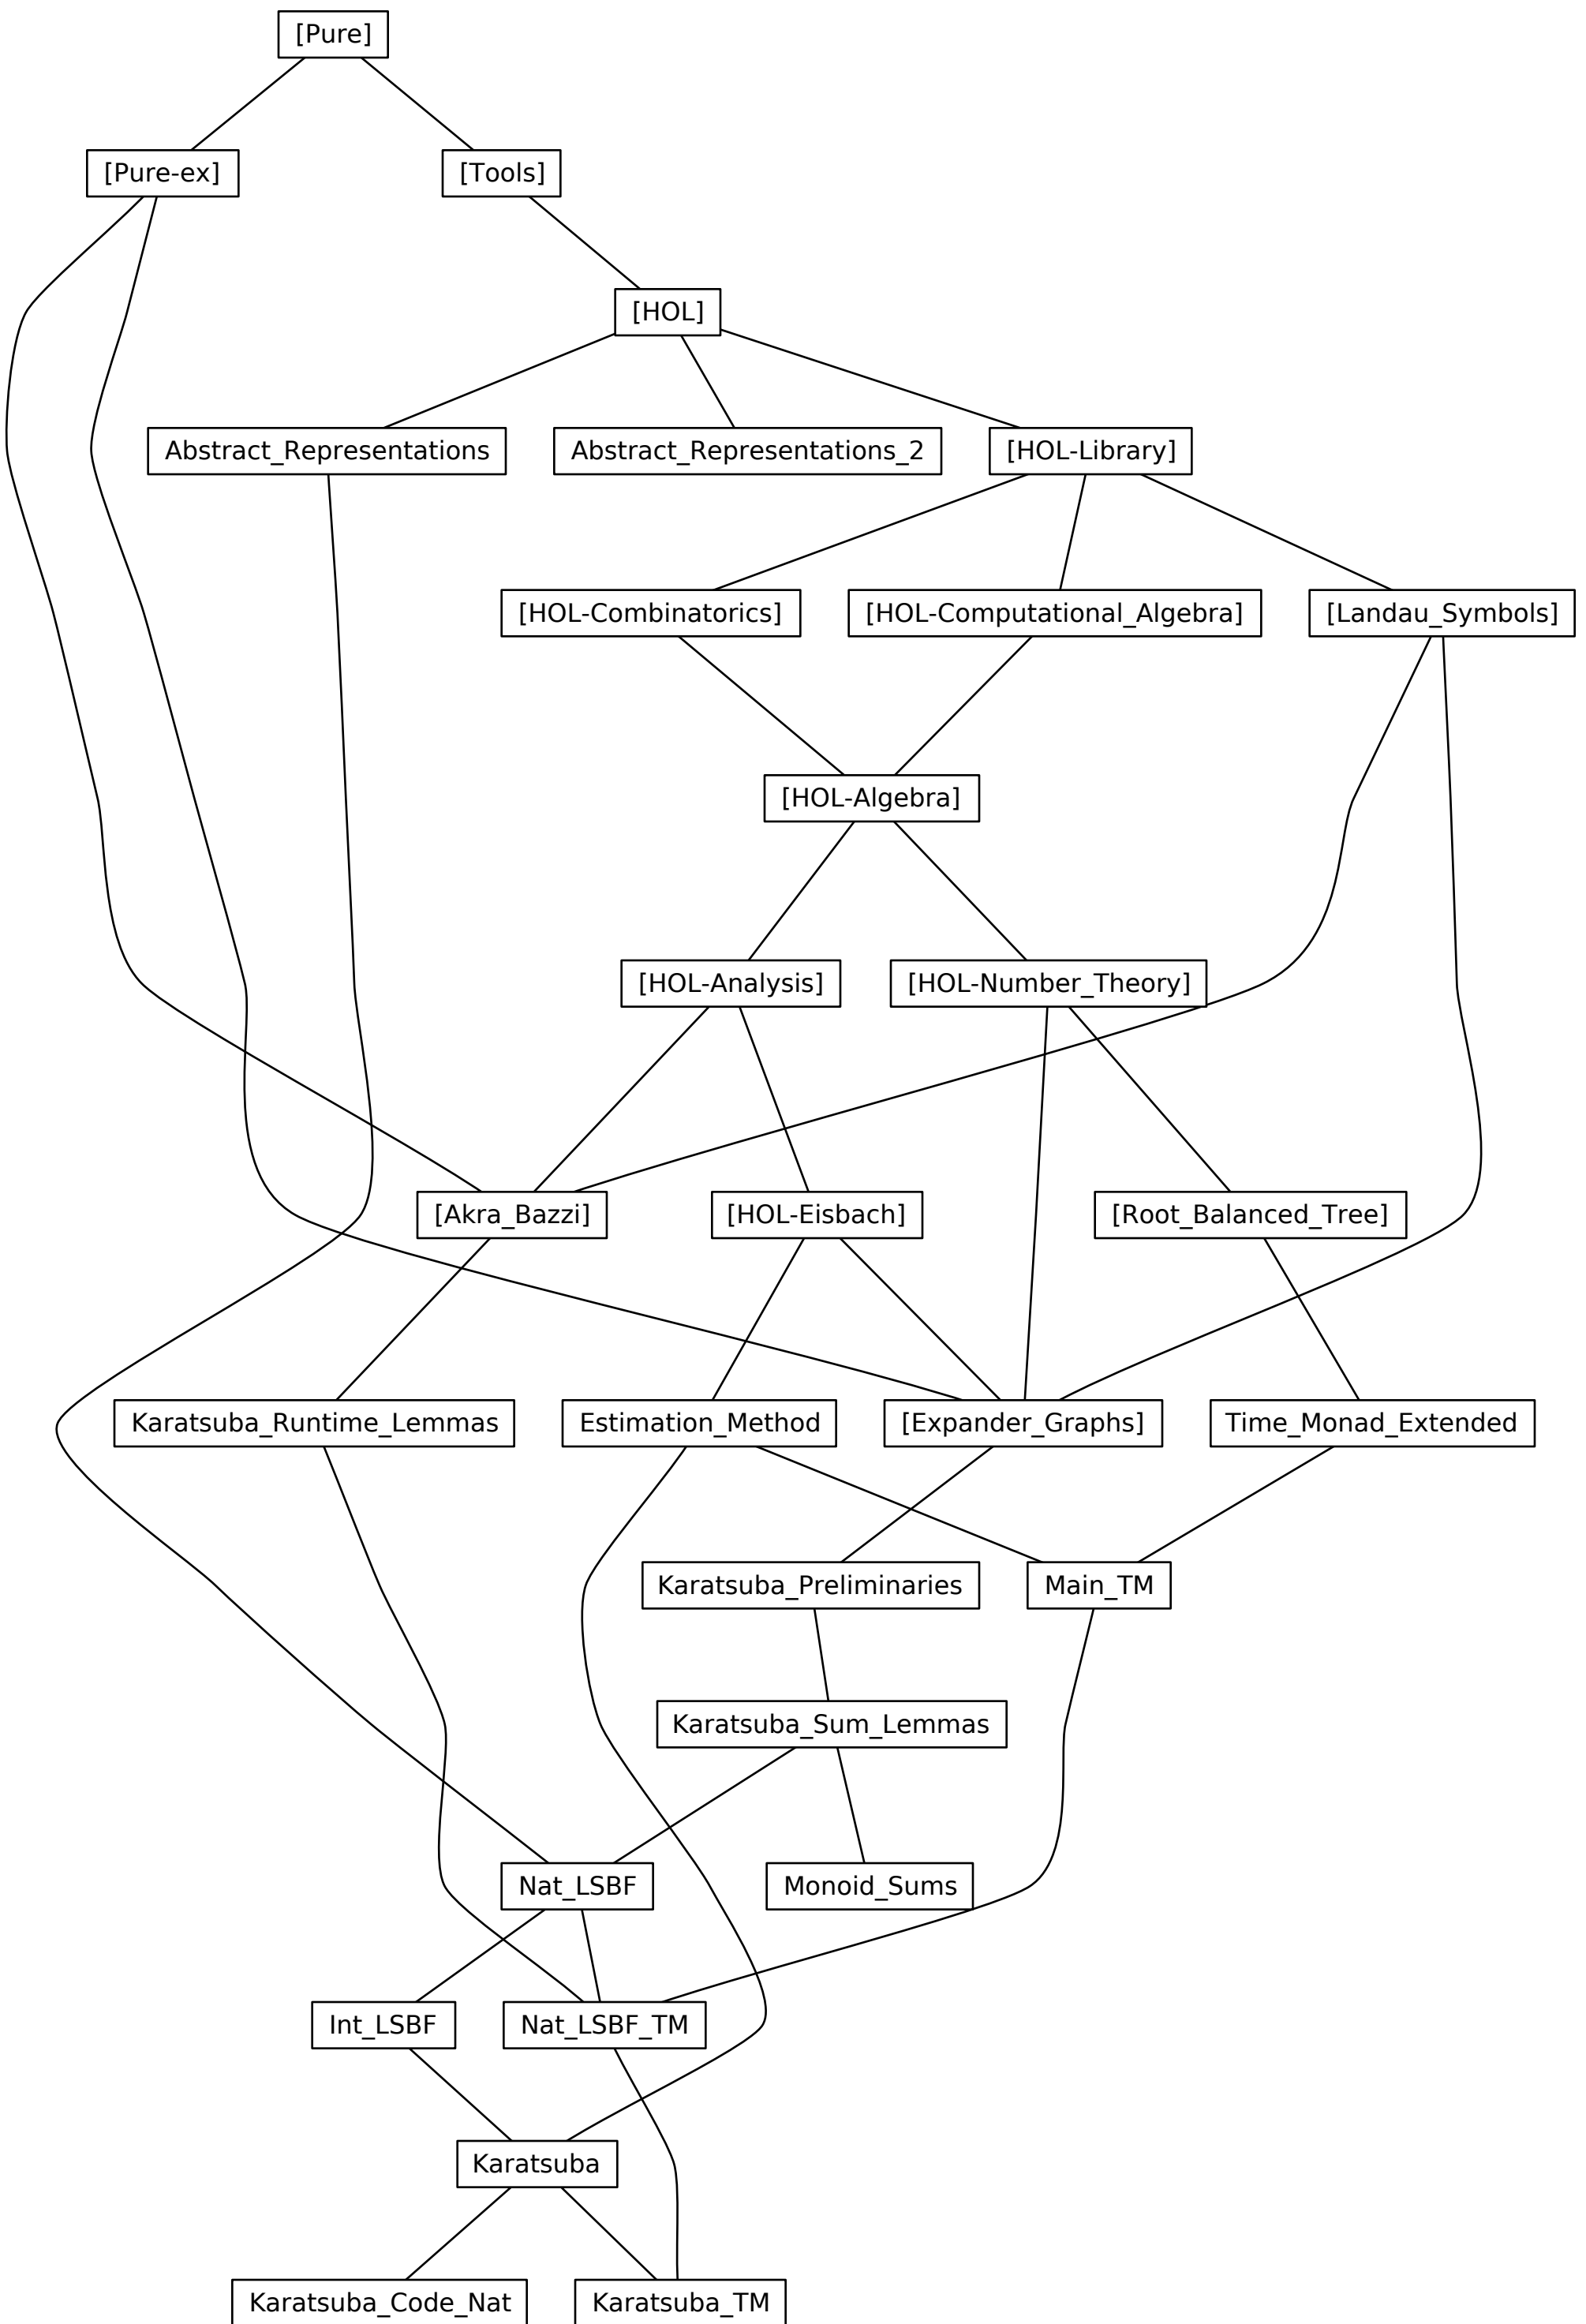 [Pure]
[Pure-ex]
[Tools]
[HOL]
Abstract_Representations
Abstract_Representations_2
[HOL-Library]
[HOL-Combinatorics]
[HOL-Computational_Algebra]
[Landau_Symbols]
[HOL-Algebra]
[HOL-Analysis]
[HOL-Number_Theory]
[Akra_Bazzi]
[HOL-Eisbach]
[Root_Balanced_Tree]
Karatsuba_Runtime_Lemmas
Estimation_Method
[Expander_Graphs]
Time_Monad_Extended
Karatsuba_Preliminaries
Main_TM
Karatsuba_Sum_Lemmas
Nat_LSBF
Monoid_Sums
Int_LSBF
Nat_LSBF_TM
Karatsuba
Karatsuba_Code_Nat
Karatsuba_TM